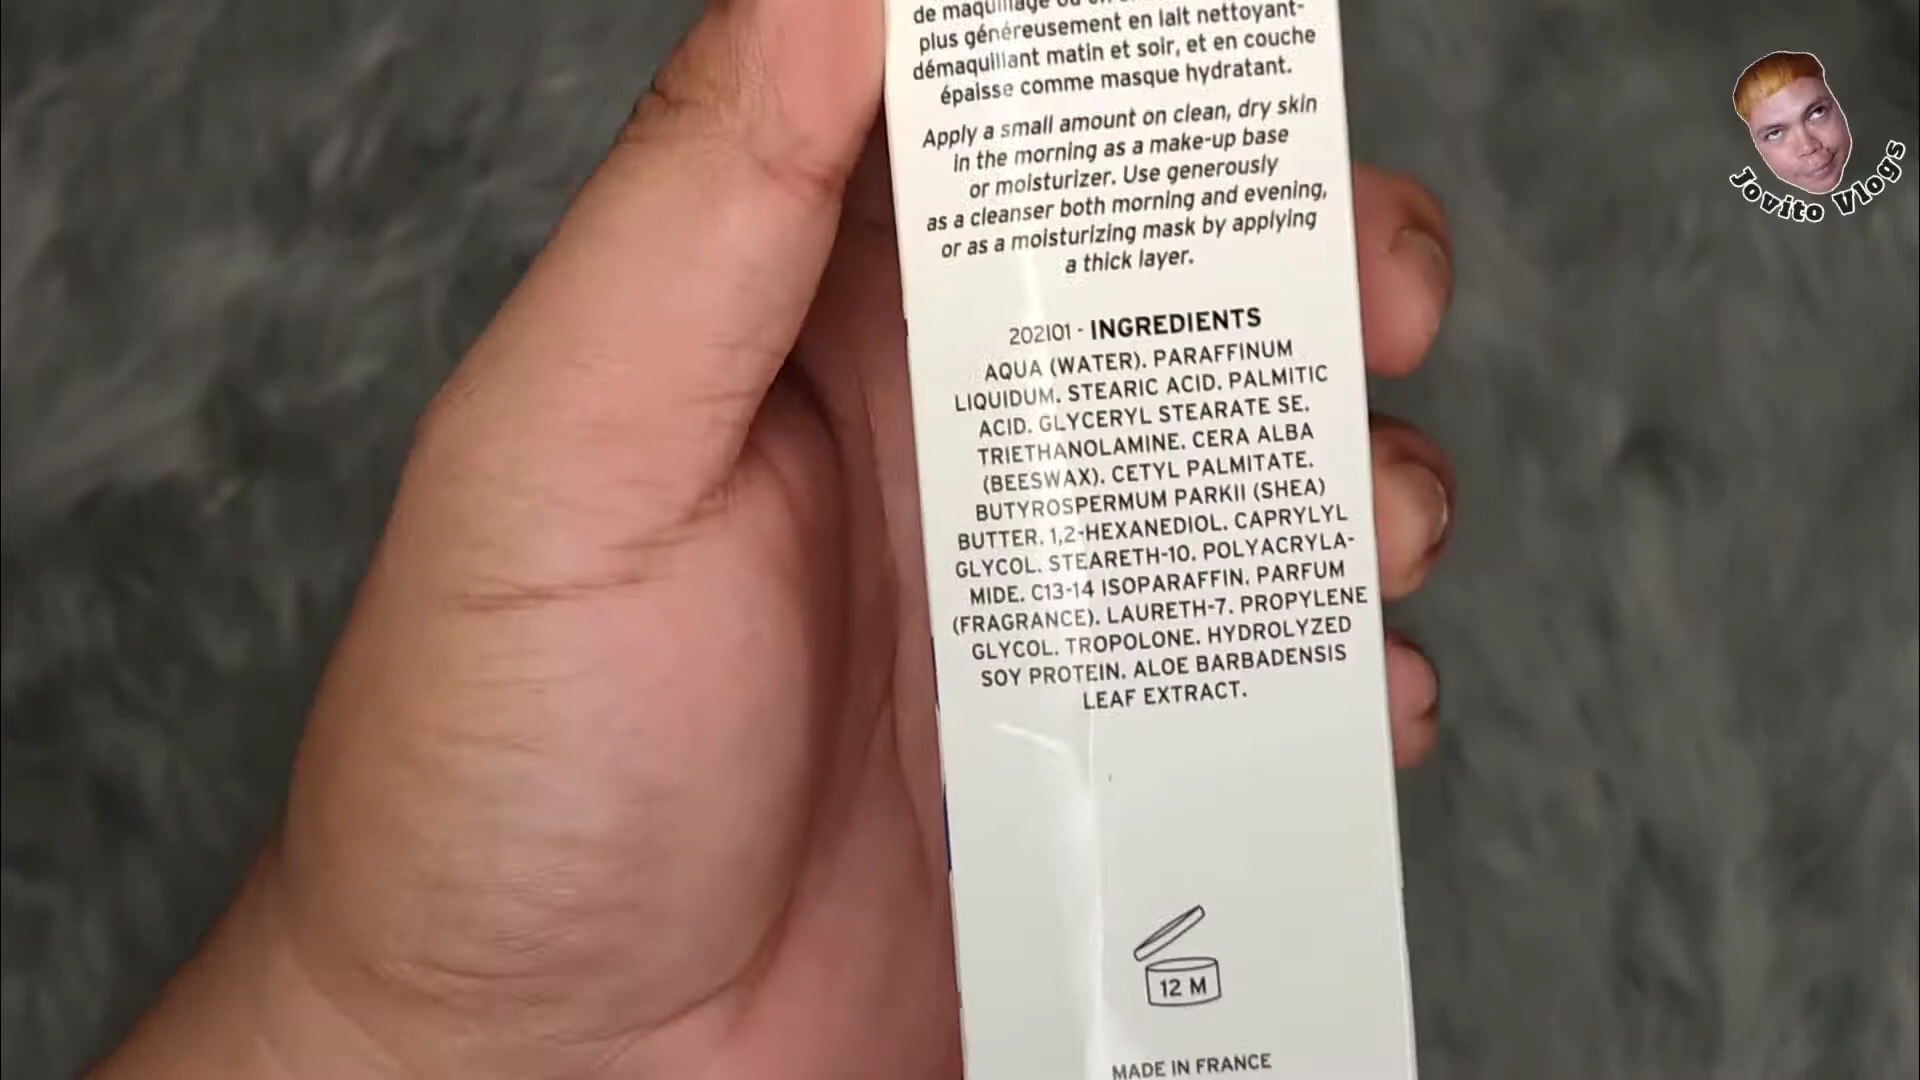 de maquillage
plus généreusement en lait nettoyant-
démaquillant matin et soir, et en couche
épaisse comme masque hydratant.
Apply a small amount on clean, dry skin
in the morning as a make-up base
or moisturizer. Use generously
as a cleanser both morning and evening,
or as a moisturizing mask by applying
a thick layer.
202101 - INGREDIENTS
AQUA (WATER). PARAFFINUM
LIQUIDUM. STEARIC ACID. PALMITIC
ACID. GLYCERYL STEARATE SE.
TRIETHANOLAMINE. CERA ALBA
(BEESWAX). CETYL PALMITATE.
BUTYROSPERMUM PARKII (SHEA)
BUTTER. 1,2-HEXANEDIOL. CAPRYLYL
GLYCOL. STEARETH-10. POLYACRYLA-
MIDE. C13-14 ISOPARAFFIN. PARFUM
(FRAGRANCE). LAURETH-7. PROPYLENE
GLYCOL. TROPOLONE. HYDROLYZED
SOY PROTEIN. ALOE BARBADENSIS
LEAF EXTRACT.
12 M
MADE IN FRANCE
Jovito Vlogs